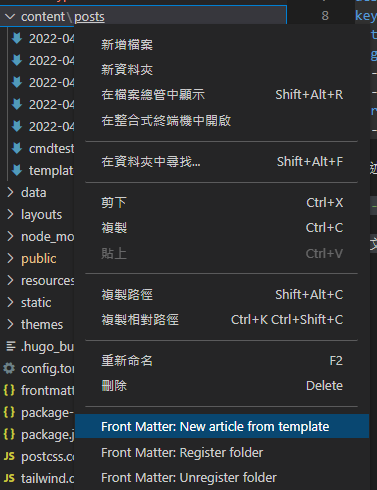 content\posts
2022-04
2022-04
2022-04
2022-04
2022-04
cmdtest
templat
data
layouts
node_mo
public
resources
static
themes
.hugo_bu
config.to
frontmatt
package-
package.j
postcss.co
tailwind.c
8
key
新增檔案
新資料夾
在檔案總管中顯示 Shift+Alt+R
在整合式終端機中開啟
在資料夾中尋找... Shift+Alt+F
剪下 Ctrl+X
複製 Ctrl+C
貼上 Ctrl+V
複製路徑 Shift+Alt+C
複製相對路徑 Ctrl+K Ctrl+Shift+C
重新命名 F2
刪除 Delete
Front Matter: New article from template
Front Matter: Register folder
Front Matter: Unregister folder